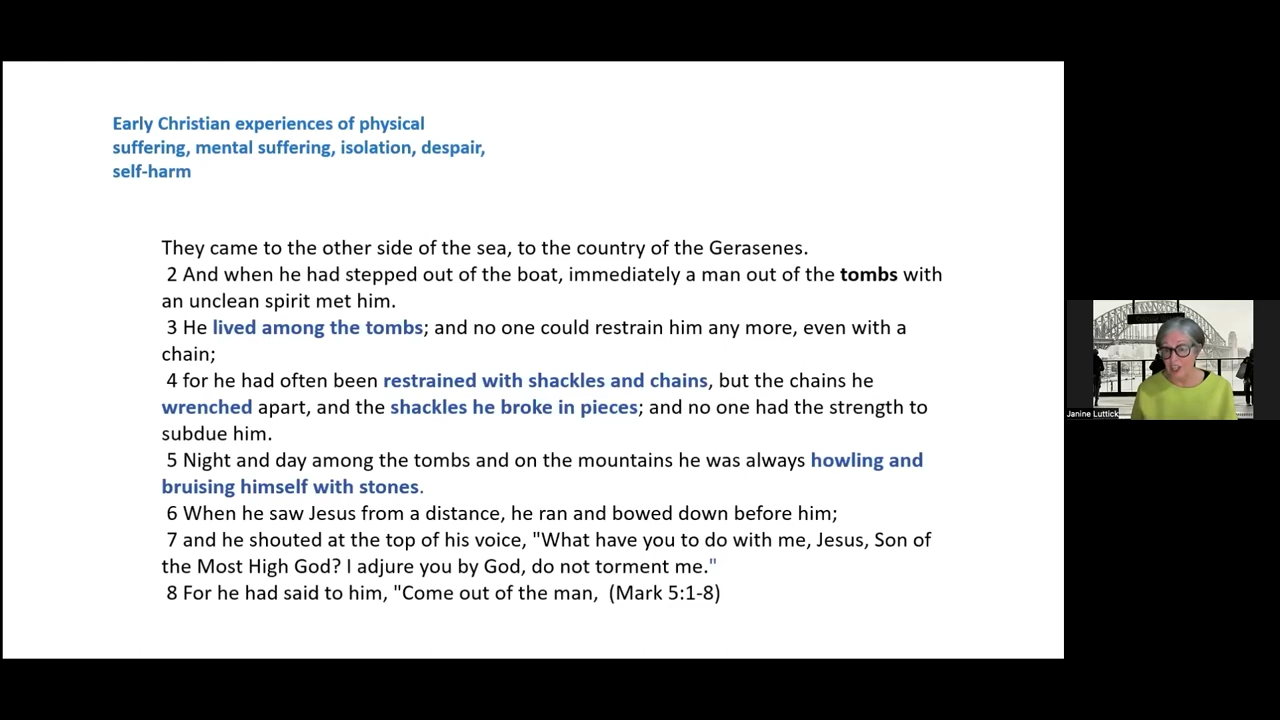 Early Christian experiences of physical
suffering, mental suffering, isolation, despair,
self-harm
They came to the other side of the sea, to the country of the Gerasenes.
2 And when he had stepped out of the boat, immediately a man out of the tombs with
an unclean spirit met him.
3 He lived among the tombs; and no one could restrain him any more, even with a
chain;
4 for he had often been restrained with shackles and chains, but the chains he
wrenched apart, and the shackles he broke in pieces; and no one had the strength to
subdue him.
5 Night and day among the tombs and on the mountains he was always howling and
bruising himself with stones.
6 When he saw Jesus from a distance, he ran and bowed down before him;
7 and he shouted at the top of his voice, "What have you to do with me, Jesus, Son of
the Most High God? I adjure you by God, do not torment me."
8 For he had said to him, "Come out of the man,  (Mark 5:1-8)
Janine Luttick